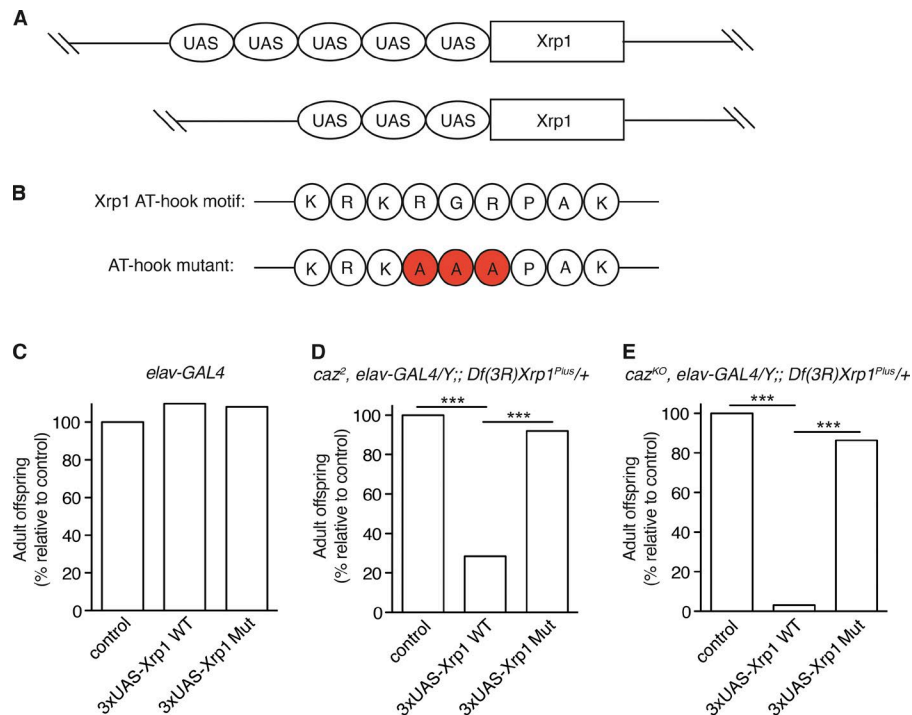 A
UAS UAS UAS UAS UAS Xrp1
UAS UAS UAS Xrp1
B
Xrp1 AT-hook motif: K R K R G R P A K
AT-hook mutant: K R K A A A P A K
C
elav-GAL4
Adult offspring
(% relative to control)
100
80
60
40
20
0
control
3xUAS-Xrp1 WT
3xUAS-Xrp1 Mut
D
caz², elav-GAL4/Y;; Df(3R)Xrp1ᴾˡᵘˢ/+
*** ***
Adult offspring
(% relative to control)
100
80
60
40
20
0
control
3xUAS-Xrp1 WT
3xUAS-Xrp1 Mut
E
cazᴷᴼ, elav-GAL4/Y;; Df(3R)Xrp1ᴾˡᵘˢ/+
*** ***
Adult offspring
(% relative to control)
100
80
60
40
20
0
control
3xUAS-Xrp1 WT
3xUAS-Xrp1 Mut